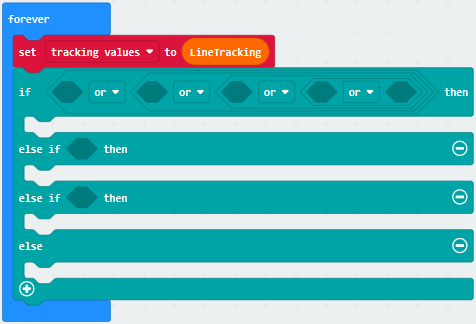 forever
set tracking values to LineTracking
if or or or or then
else if then
else if then
else